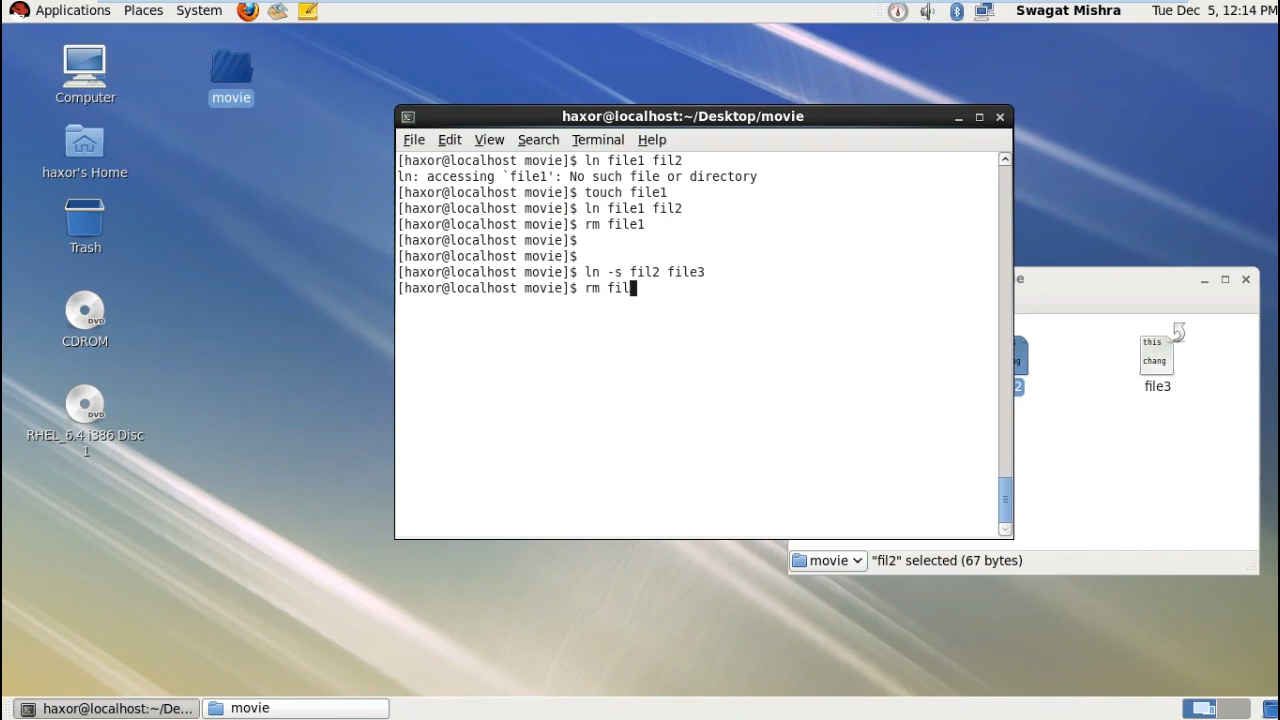 Applications Places System
Swagat Mishra
Tue Dec 5, 12:14 PM
Computer
movie
haxor's Home
Trash
DVD
CDROM
DVD
RHEL_6.4 i386 Disc
1
haxor@localhost:~/Desktop/movie
File Edit View Search Terminal Help
[haxor@localhost movie]$ ln file1 fil2
ln: accessing `file1': No such file or directory
[haxor@localhost movie]$ touch file1
[haxor@localhost movie]$ ln file1 fil2
[haxor@localhost movie]$ rm file1
[haxor@localhost movie]$
[haxor@localhost movie]$
[haxor@localhost movie]$ ln -s fil2 file3
[haxor@localhost movie]$ rm fil
e
2
this
chang
file3
movie "fil2" selected (67 bytes)
haxor@localhost:~/De...
movie